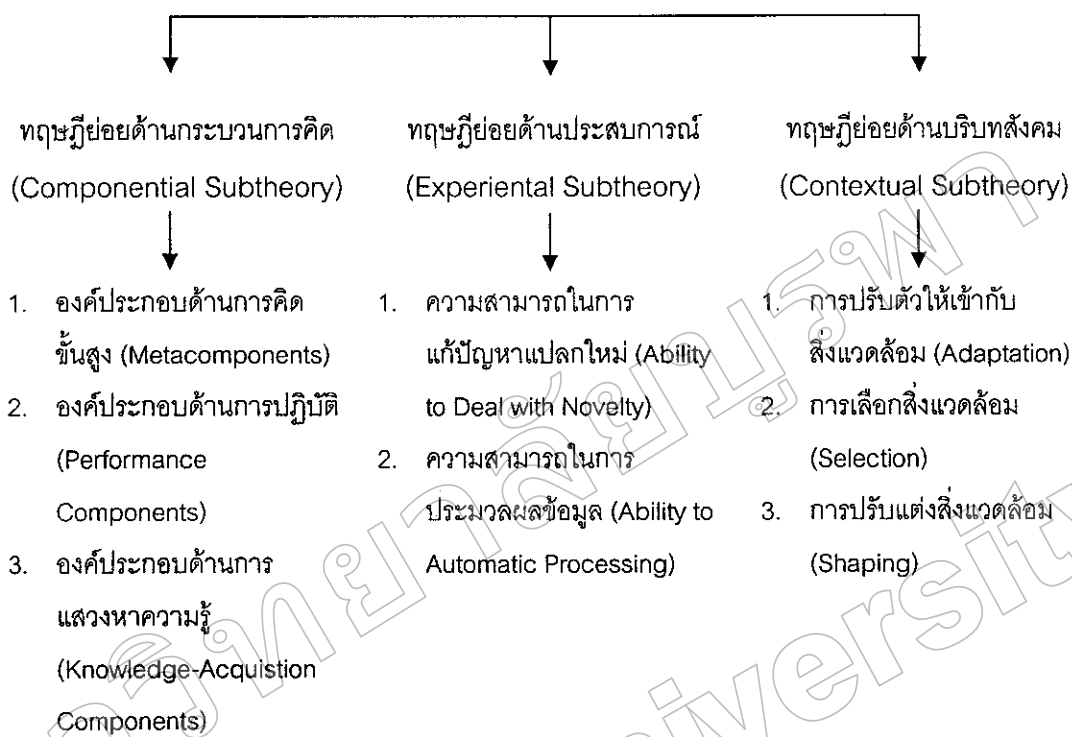 ทฤษฎีย่อยด้านกระบวนการคิด
(Componential Subtheory)
1. องค์ประกอบด้านการคิด
ขั้นสูง (Metacomponents)
2. องค์ประกอบด้านการปฏิบัติ
(Performance
Components)
3. องค์ประกอบด้านการ
แสวงหาความรู้
(Knowledge-Acquistion
Components)
ทฤษฎีย่อยด้านประสบการณ์
(Experiental Subtheory)
1. ความสามารถในการ
แก้ปัญหาแปลกใหม่ (Ability
to Deal with Novelty)
2. ความสามารถในการ
ประมวลผลข้อมูล (Ability to
Automatic Processing)
ทฤษฎีย่อยด้านบริบทสังคม
(Contextual Subtheory)
1. การปรับตัวให้เข้ากับ
สิ่งแวดล้อม (Adaptation)
2. การเลือกสิ่งแวดล้อม
(Selection)
3. การปรับแต่งสิ่งแวดล้อม
(Shaping)